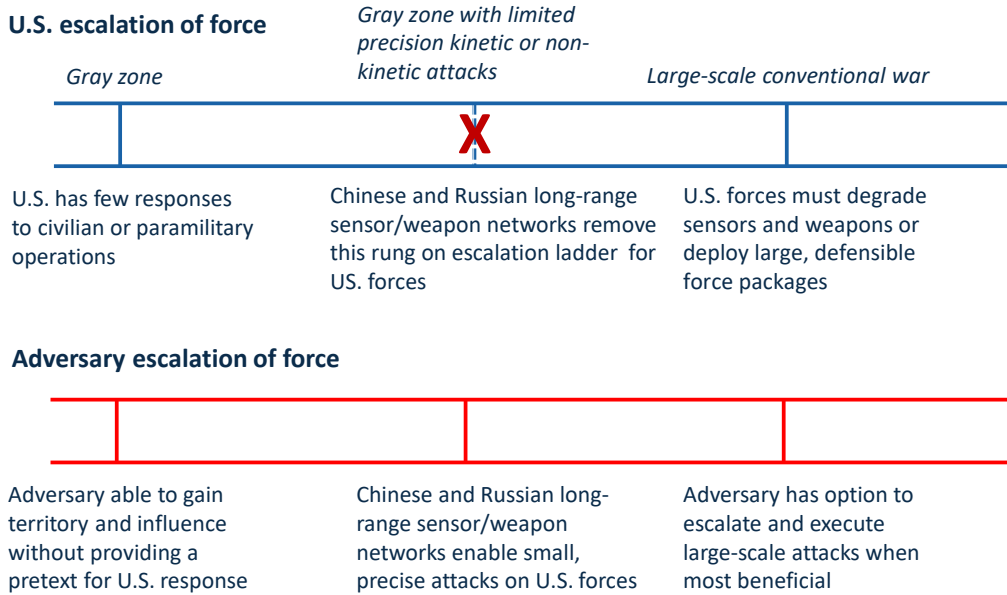 U.S. escalation of force
Gray zone
Gray zone with limited
precision kinetic or non-
kinetic attacks
Large-scale conventional war
X
U.S. has few responses
to civilian or paramilitary
operations
Chinese and Russian long-range
sensor/weapon networks remove
this rung on escalation ladder for
US. forces
U.S. forces must degrade
sensors and weapons or
deploy large, defensible
force packages
Adversary escalation of force
Adversary able to gain
territory and influence
without providing a
pretext for U.S. response
Chinese and Russian long-
range sensor/weapon
networks enable small,
precise attacks on U.S. forces
Adversary has option to
escalate and execute
large-scale attacks when
most beneficial